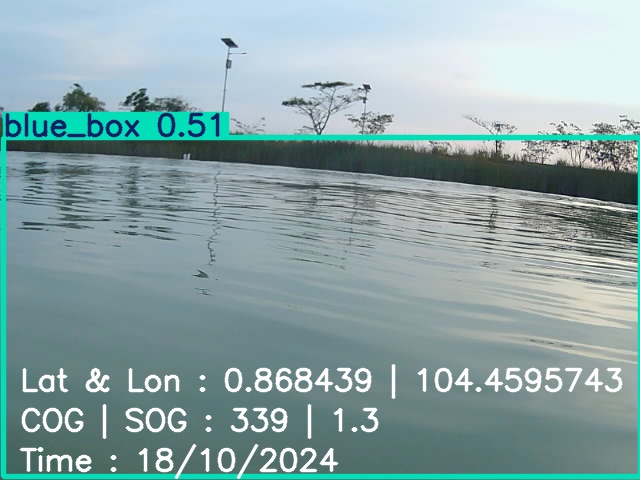 blue_box 0.51
Lat & Lon : 0.868439 | 104.4595743
COG | SOG : 339 | 1.3
Time : 18/10/2024